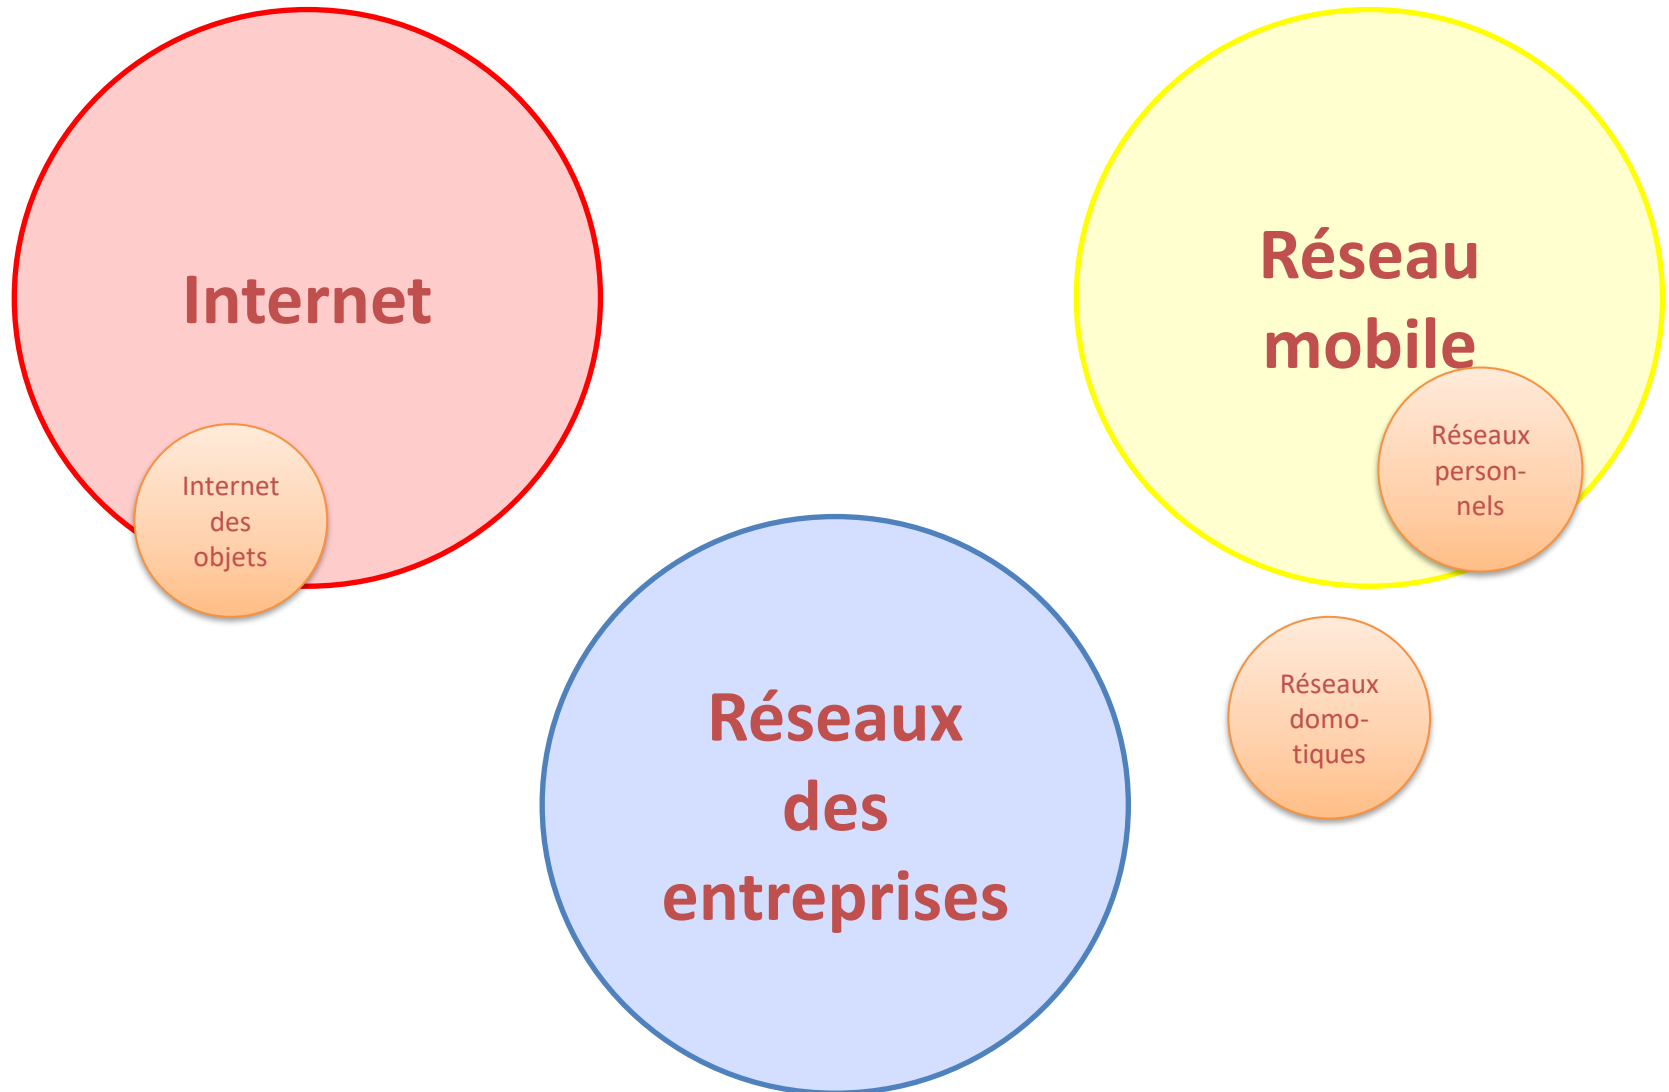 Internet
Internet
des
objets
Réseau
mobile
Réseaux
person-
nels
Réseaux
domo-
tiques
Réseaux
des
entreprises